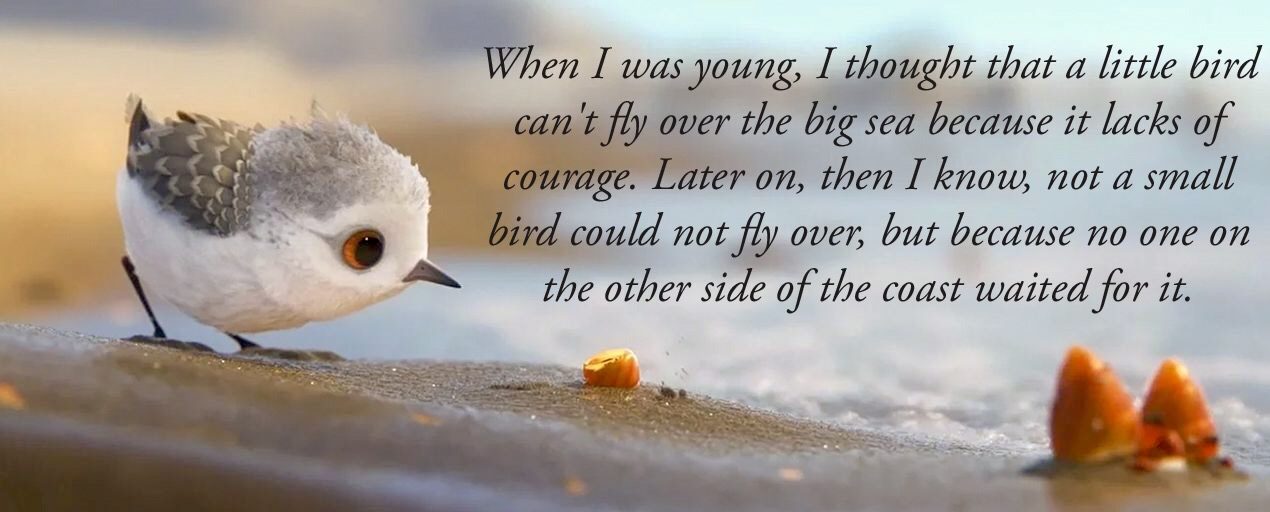 When I was young, I thought that a little bird
can't fly over the big sea because it lacks of
courage. Later on, then I know, not a small
bird could not fly over, but because no one on
the other side of the coast waited for it.